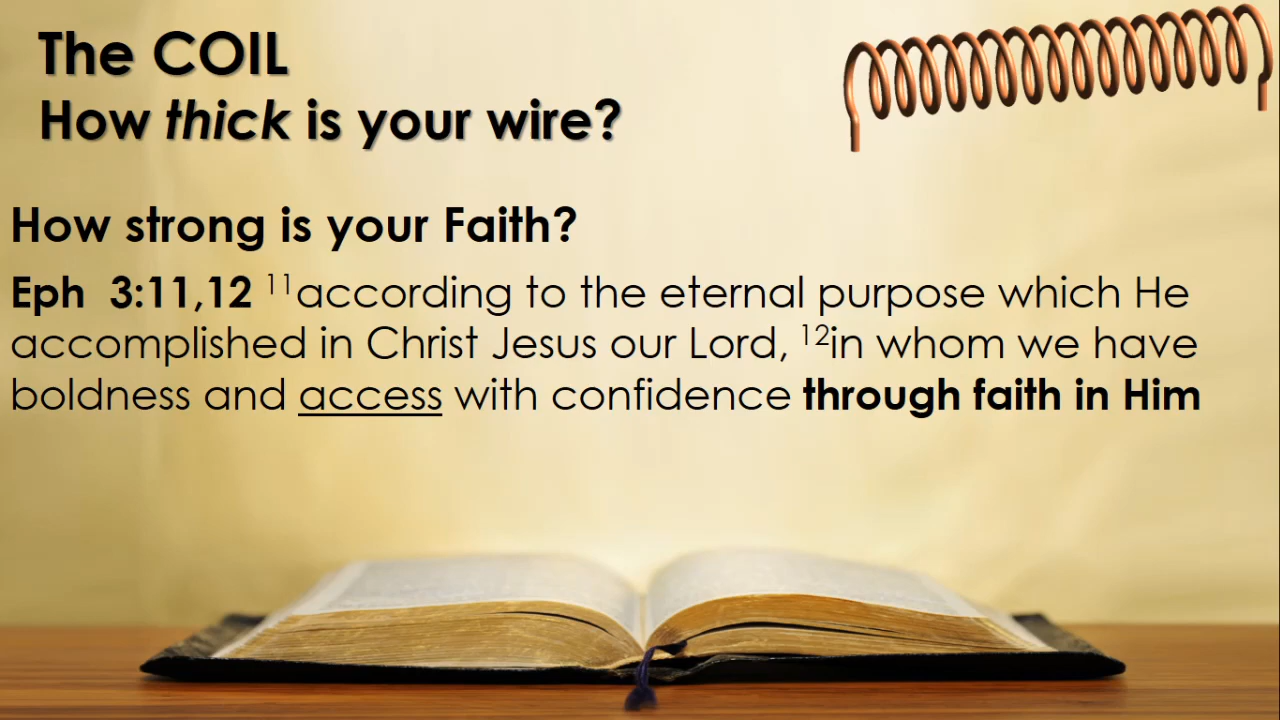 The COIL
How thick is your wire?
How strong is your Faith?
Eph 3:11,12 11according to the eternal purpose which He
accomplished in Christ Jesus our Lord, 12in whom we have
boldness and access with confidence through faith in Him